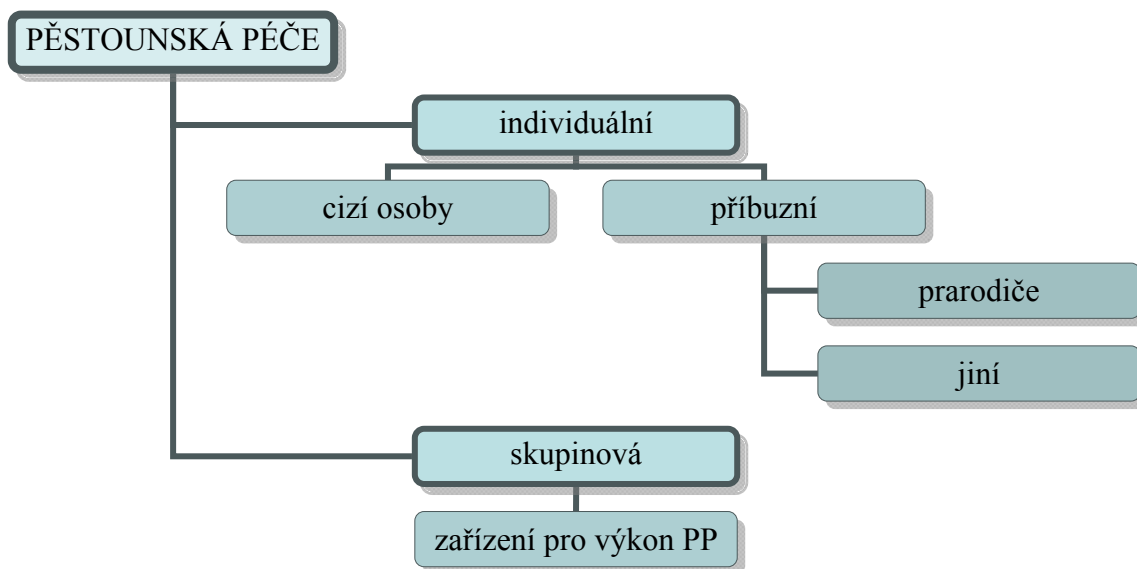 PĚSTOUNSKÁ PÉČE
individuální
cizí osoby
příbuzní
prarodiče
jiní
skupinová
zařízení pro výkon PP